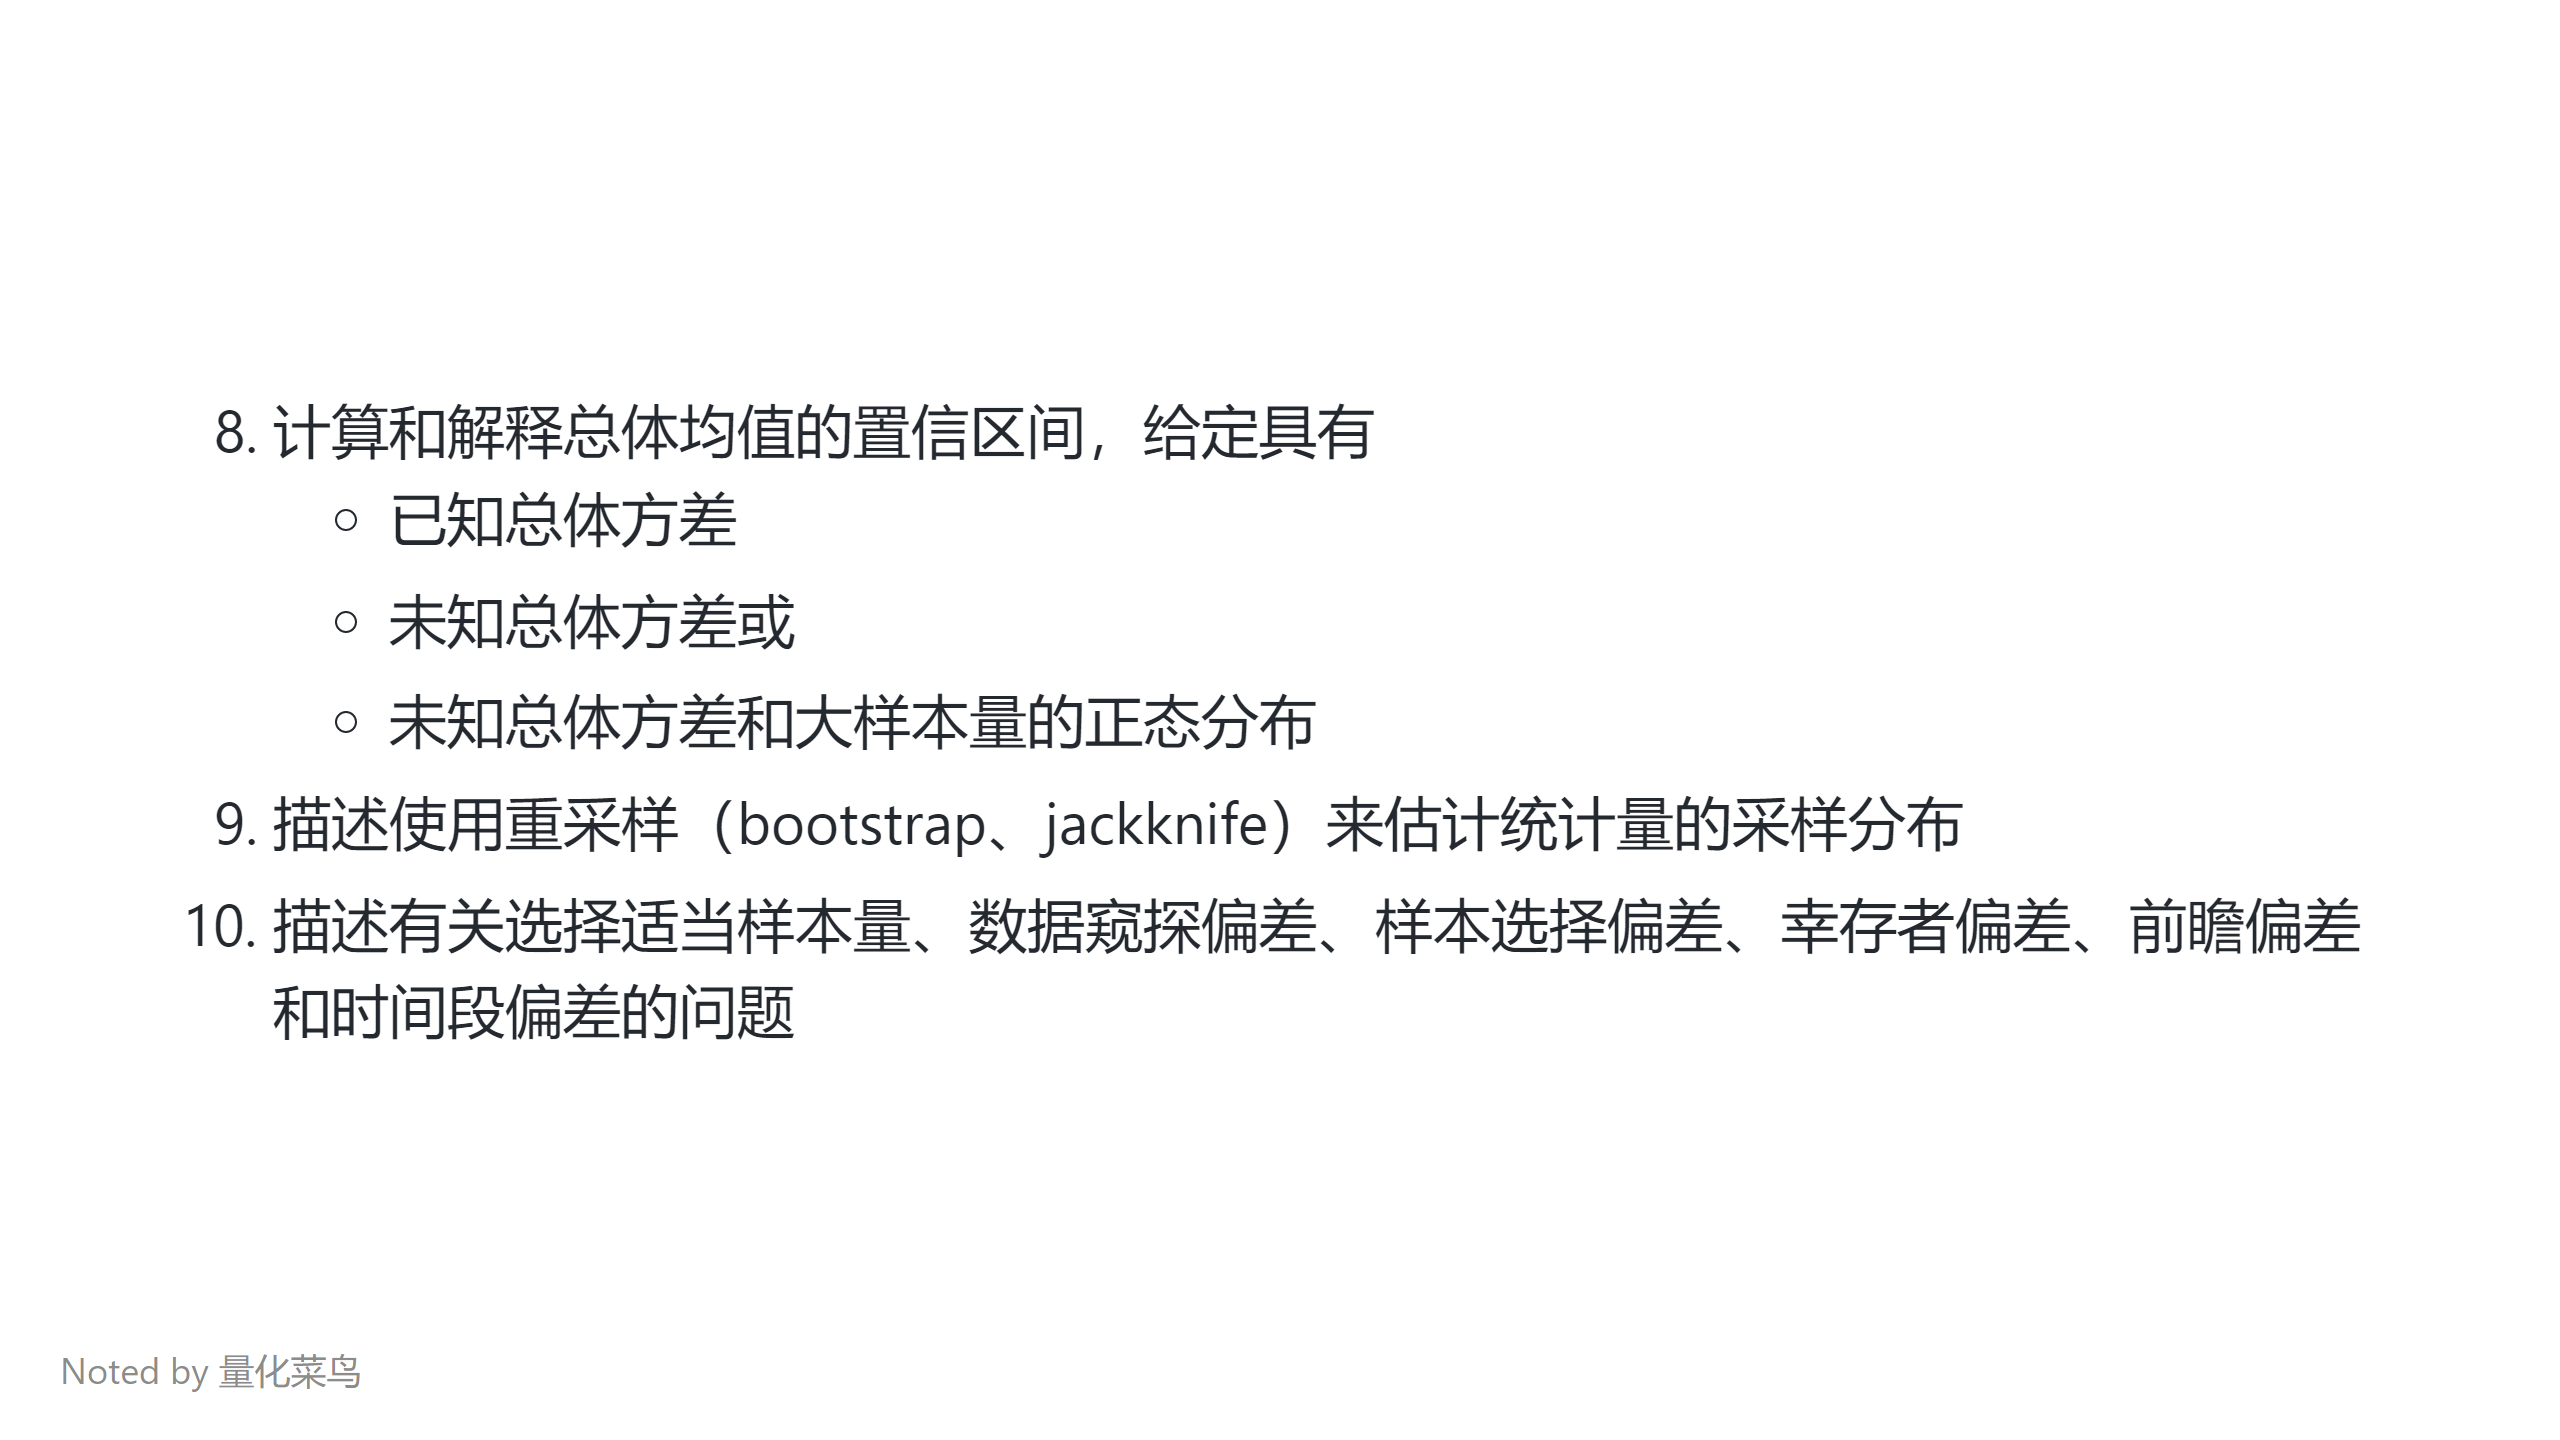 8. 计算和解释总体均值的置信区间，给定具有
○ 已知总体方差
○ 未知总体方差或
○ 未知总体方差和大样本量的正态分布
9. 描述使用重采样（bootstrap、jackknife）来估计统计量的采样分布
10. 描述有关选择适当样本量、数据窥探偏差、样本选择偏差、幸存者偏差、前瞻偏差
和时间段偏差的问题
Noted by 量化菜鸟